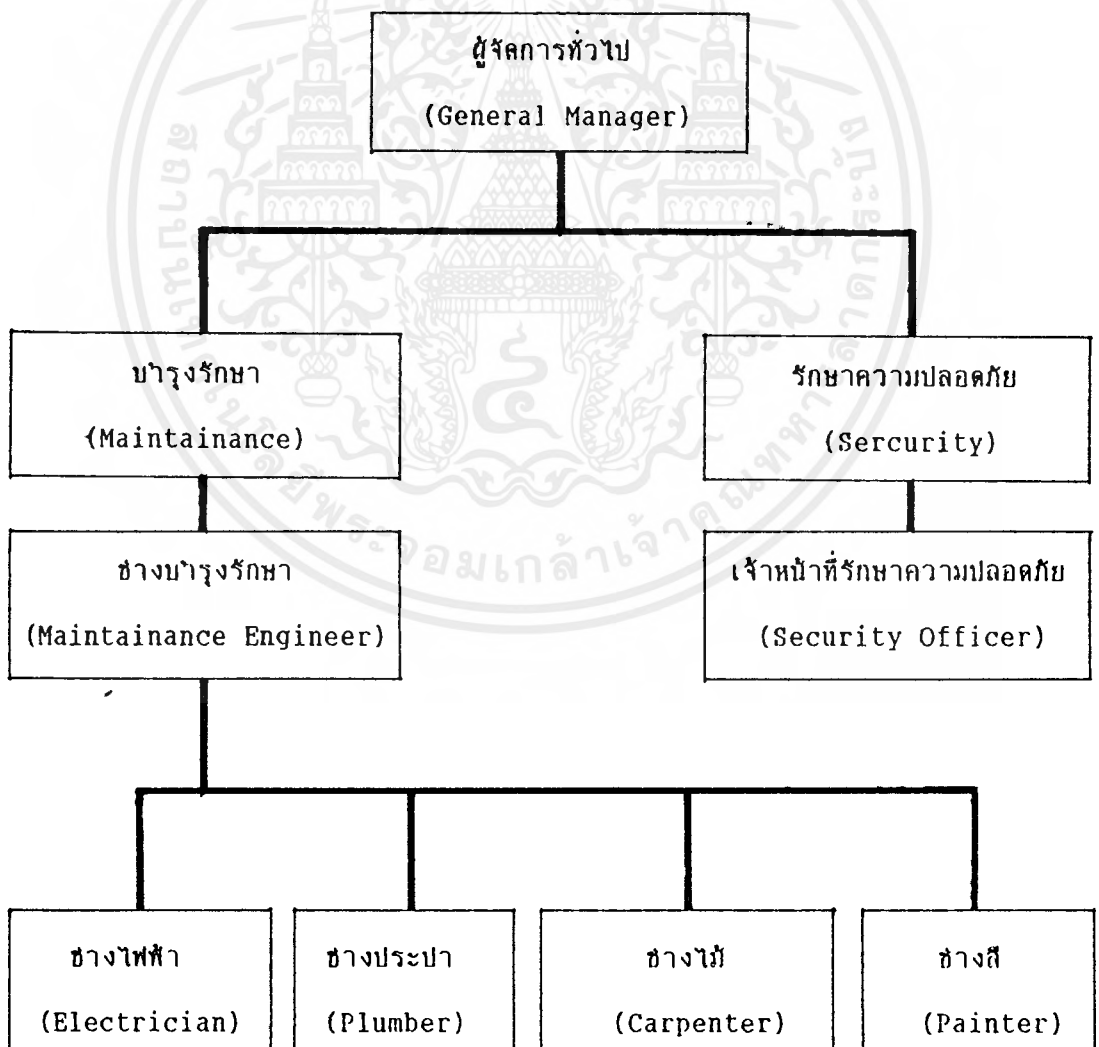 ผู้จัดการทั่วไป
(General Manager)
บำรุงรักษา
(Maintainance)
รักษาความปลอดภัย
(Sercurity)
ช่างบำรุงรักษา
(Maintainance Engineer)
เจ้าหน้าที่รักษาความปลอดภัย
(Security Officer)
ช่างไฟฟ้า
(Electrician)
ช่างประปา
(Plumber)
ช่างไม้
(Carpenter)
ช่างสี
(Painter)